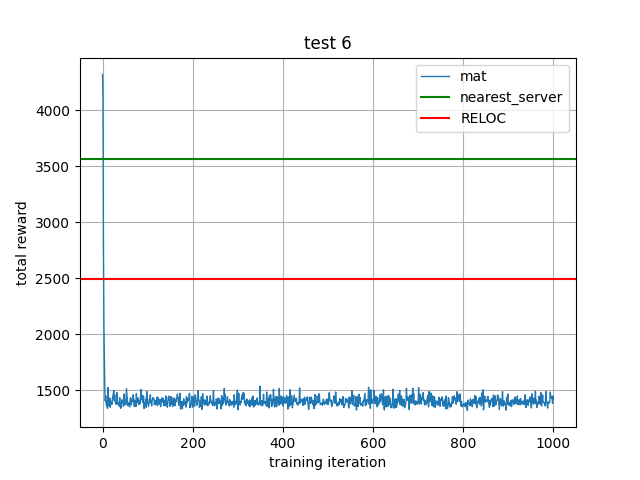 test 6
mat
nearest_server
RELOC
total reward
4000
3500
3000
2500
2000
1500
0 200 400 600 800 1000
training iteration